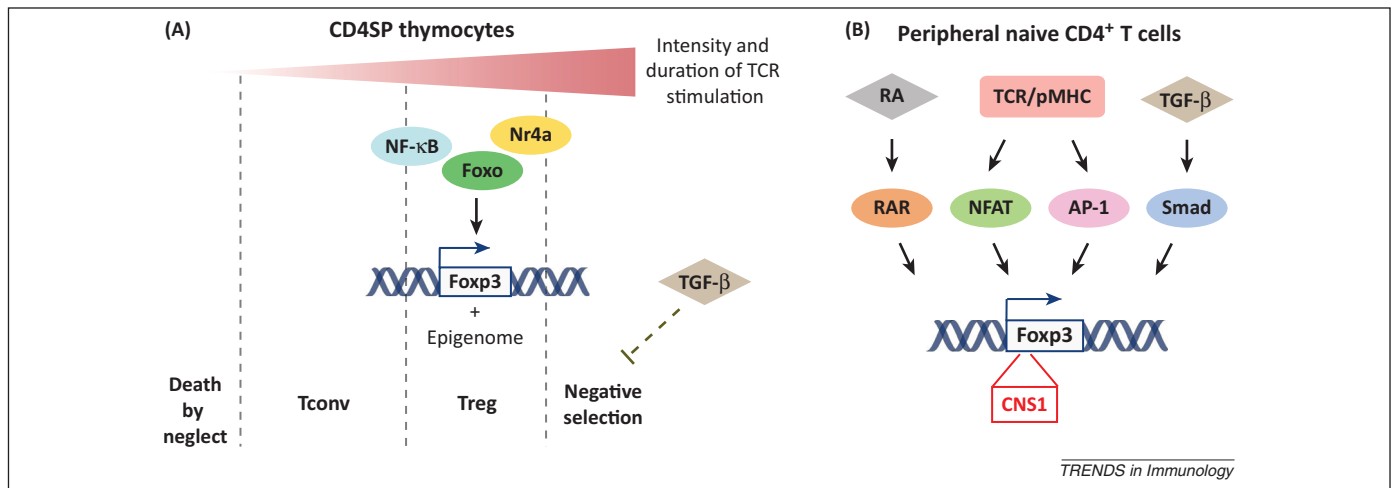 (A)
CD4SP thymocytes
Intensity and
duration of TCR
stimulation
NF-κB
Nr4a
Foxo
Foxp3
+
Epigenome
TGF-β
Death
by
neglect
Tconv
Treg
Negative
selection
(B)
Peripheral naive CD4⁺ T cells
RA
TCR/pMHC
TGF-β
RAR
NFAT
AP-1
Smad
Foxp3
CNS1
TRENDS in Immunology